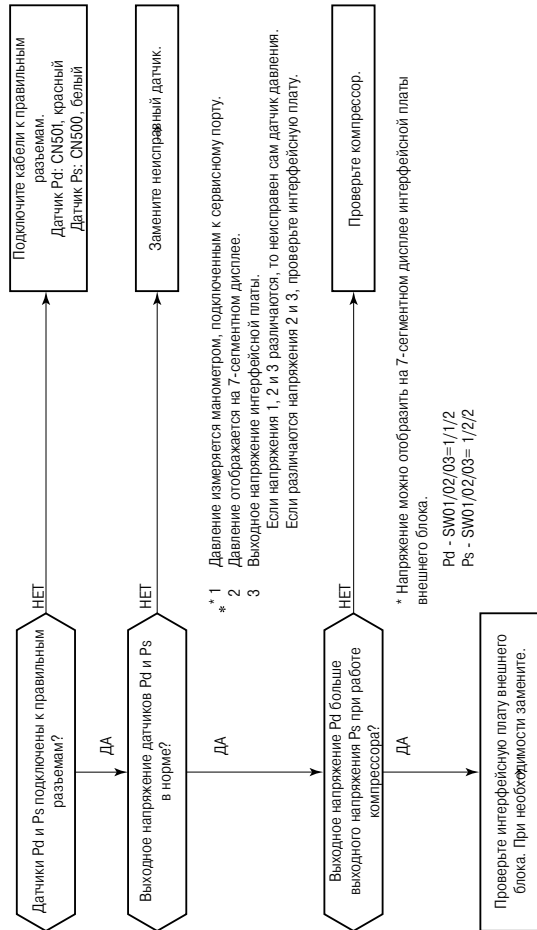 Датчики Pd и Ps подключены к правильным
разъемам?
НЕТ
Подключите кабели к правильным
разъемам.
Датчик Pd: CN501, красный
Датчик Ps: CN500, белый
ДА
Выходное напряжение датчиков Pd и Ps
в норме?
НЕТ
Замените неисправный датчик.
ДА
* * 1 Давление измеряется манометром, подключенным к сервисному порту.
2 Давление отображается на 7-сегментном дисплее.
3 Выходное напряжение интерфейсной платы.
Если напряжения 1, 2 и 3 различаются, то неисправен сам датчик давления.
Если различаются напряжения 2 и 3, проверьте интерфейсную плату.
Выходное напряжение Pd больше
выходного напряжения Ps при работе
компрессора?
НЕТ
Проверьте компрессор.
ДА
* Напряжение можно отобразить на 7-сегментном дисплее интерфейсной платы
внешнего блока.
Pd - SW01/02/03=1/1/2
Ps - SW01/02/03= 1/2/2
Проверьте интерфейсную плату внешнего
блока. При необходимости замените.